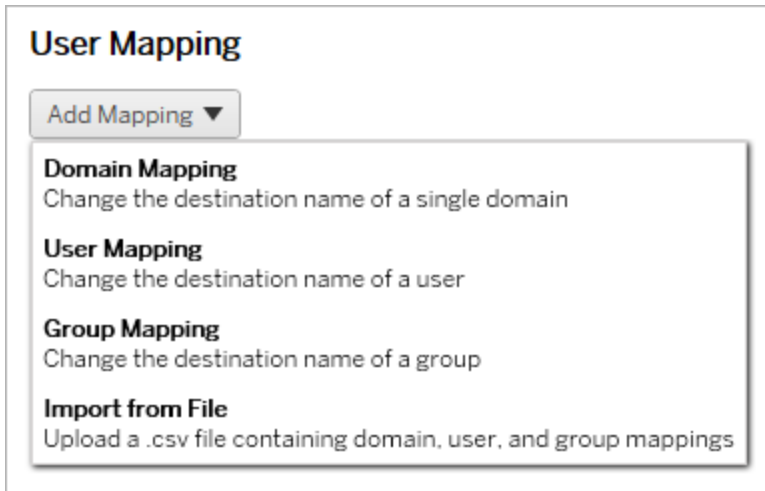 User Mapping
Add Mapping ▼
Domain Mapping
Change the destination name of a single domain
User Mapping
Change the destination name of a user
Group Mapping
Change the destination name of a group
Import from File
Upload a .csv file containing domain, user, and group mappings